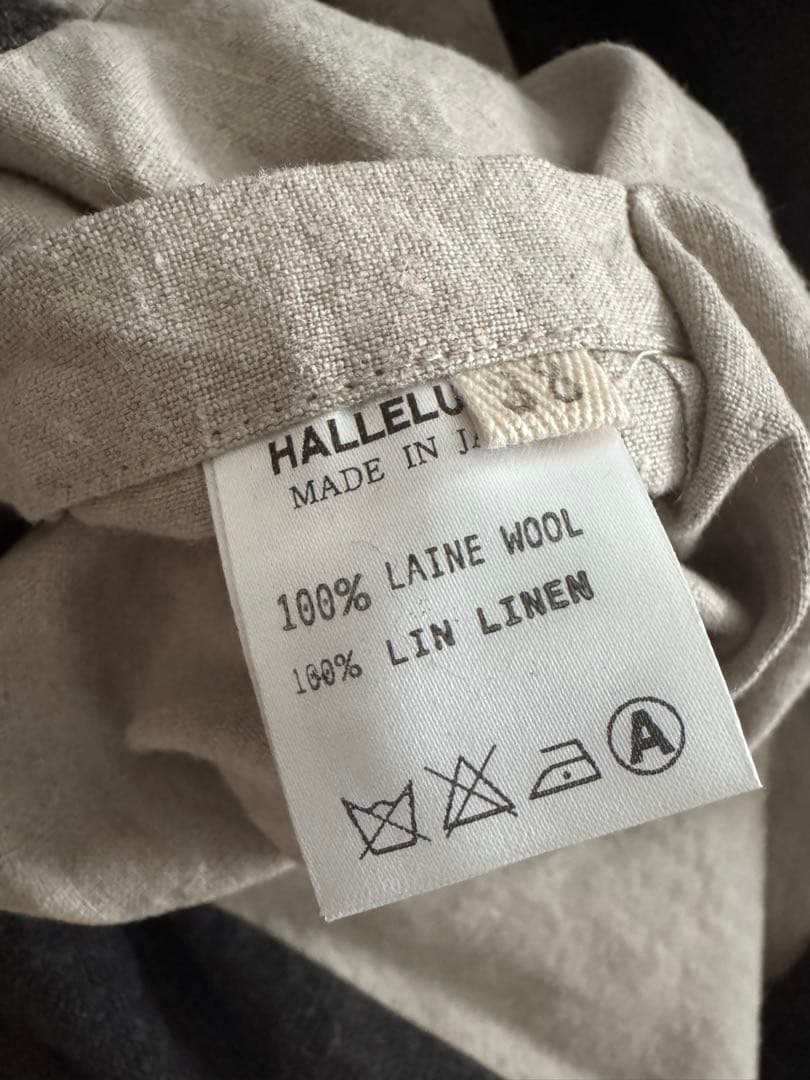 HALLELU
MADE IN JA
100% LAINE WOOL
100% LIN LINEN
A